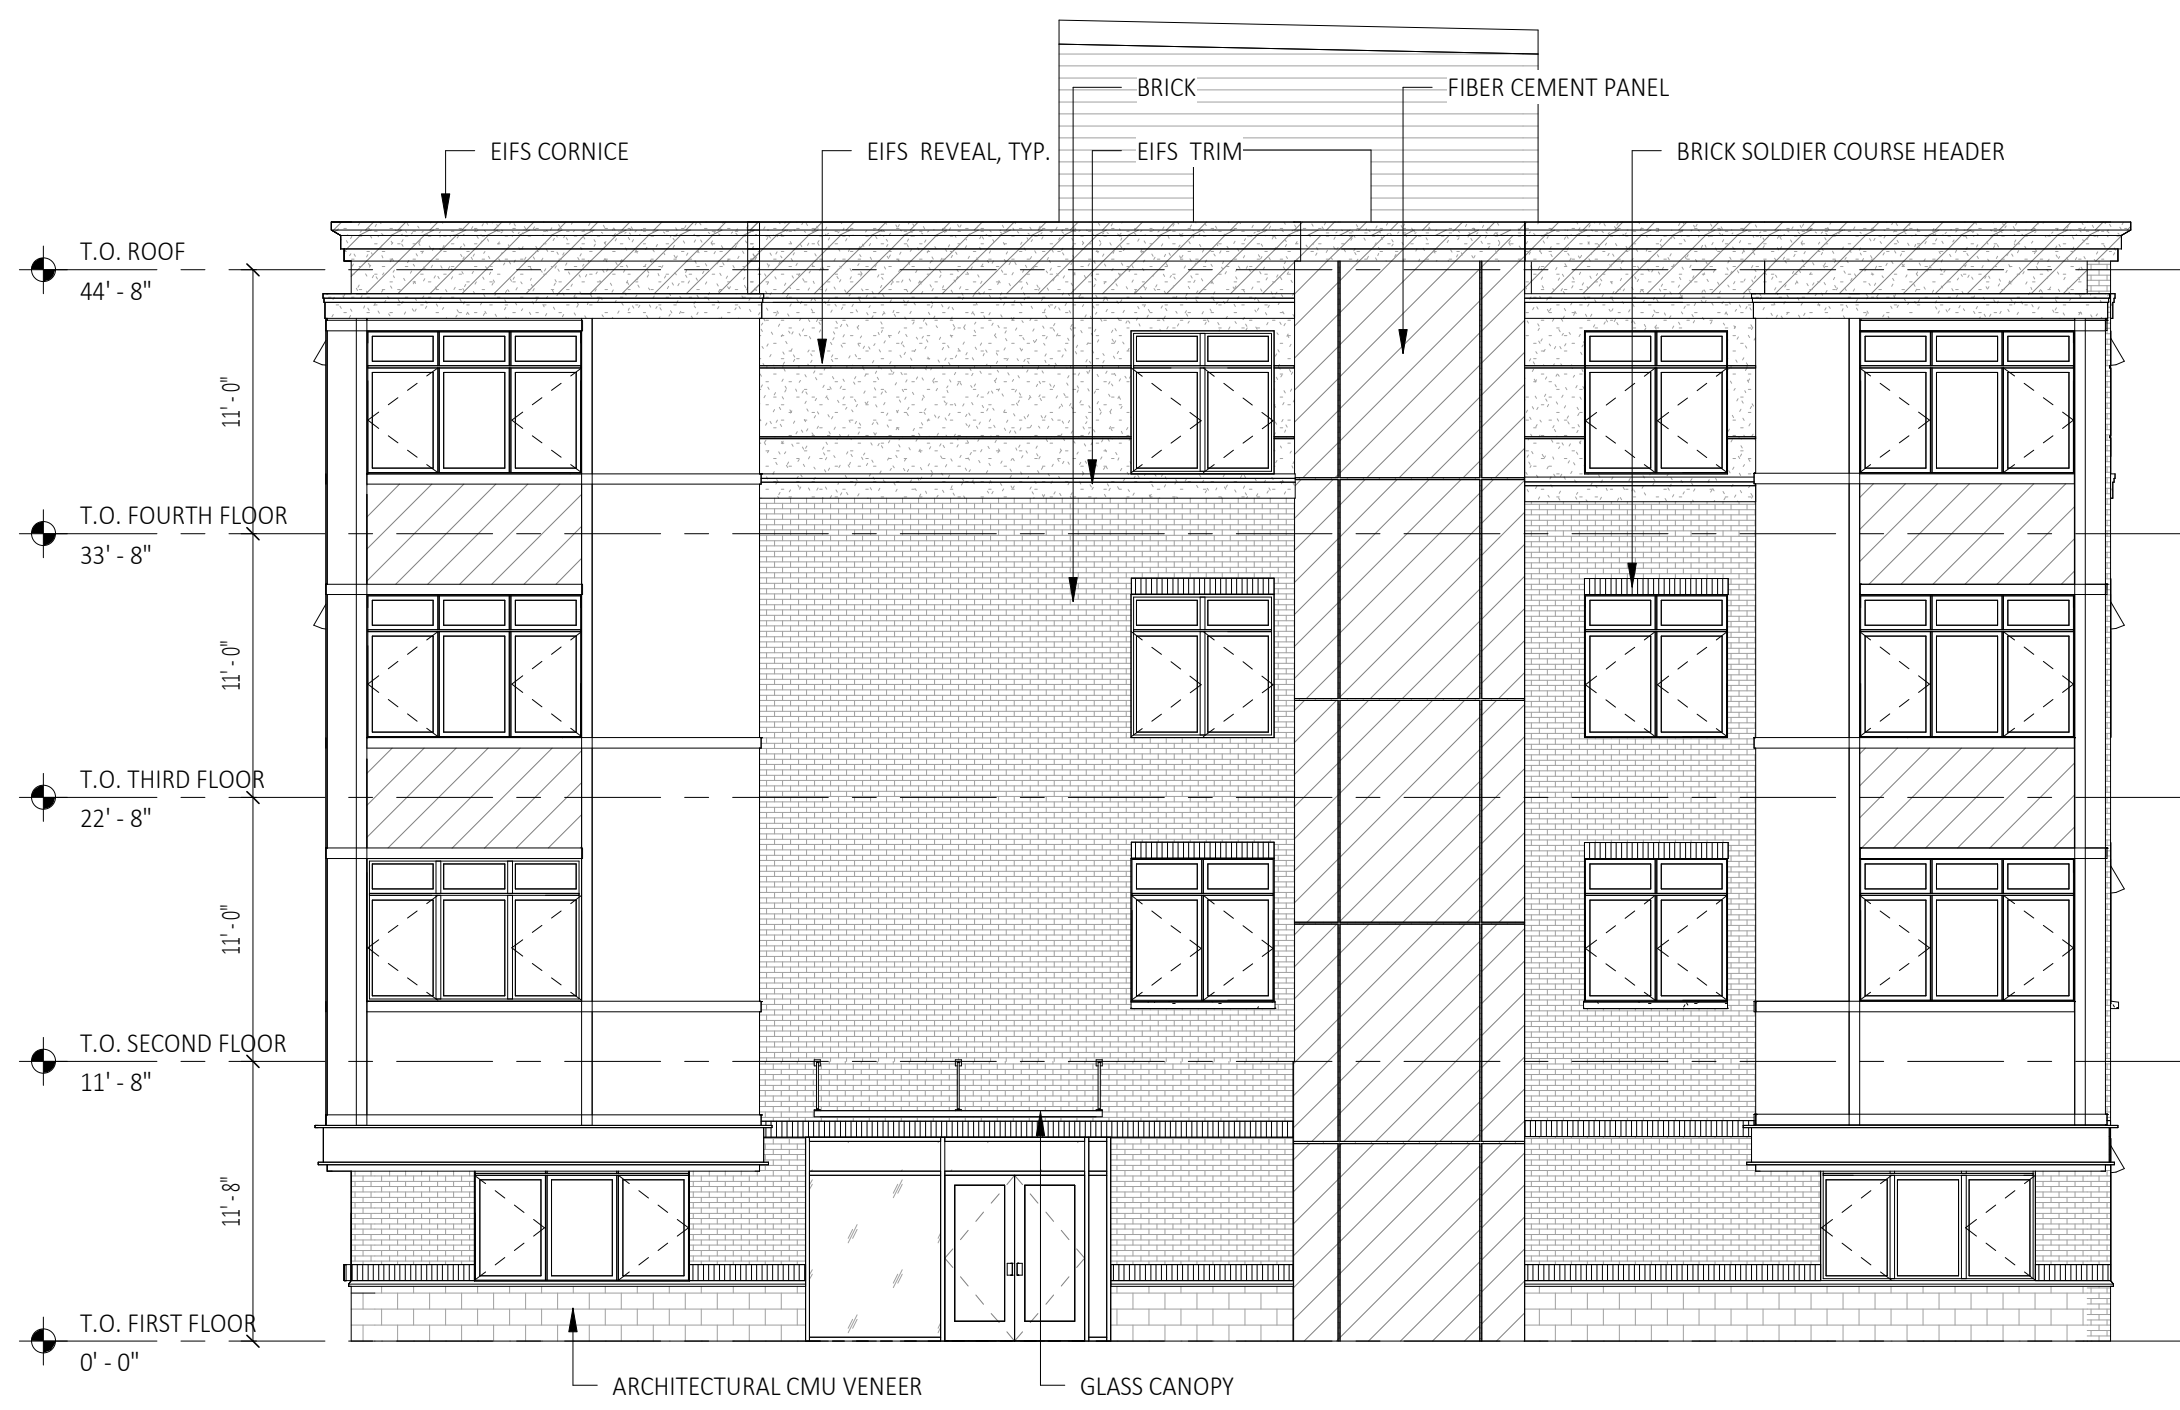 BRICK
FIBER CEMENT PANEL
EIFS CORNICE
EIFS REVEAL, TYP.
EIFS TRIM
BRICK SOLDIER COURSE HEADER
T.O. ROOF
44' - 8"
11' - 0"
T.O. FOURTH FLOOR
33' - 8"
11' - 0"
T.O. THIRD FLOOR
22' - 8"
11' - 0"
T.O. SECOND FLOOR
11' - 8"
11' - 8"
T.O. FIRST FLOOR
0' - 0"
ARCHITECTURAL CMU VENEER
GLASS CANOPY